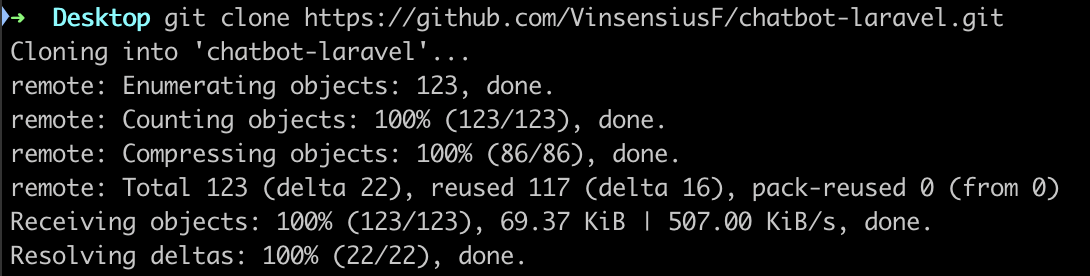 ➜  Desktop git clone https://github.com/VinsensiusF/chatbot-laravel.git
Cloning into 'chatbot-laravel'...
remote: Enumerating objects: 123, done.
remote: Counting objects: 100% (123/123), done.
remote: Compressing objects: 100% (86/86), done.
remote: Total 123 (delta 22), reused 117 (delta 16), pack-reused 0 (from 0)
Receiving objects: 100% (123/123), 69.37 KiB | 507.00 KiB/s, done.
Resolving deltas: 100% (22/22), done.